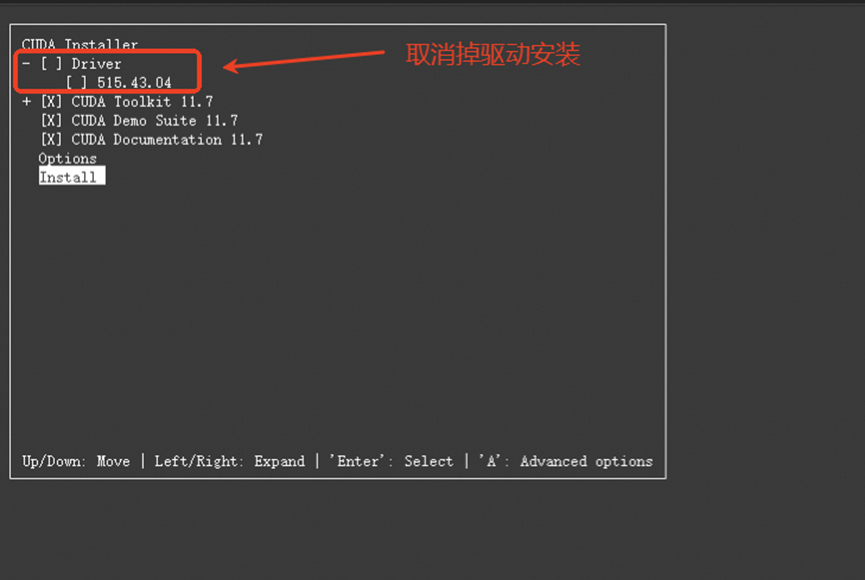 CUDA Installer
- [ ] Driver
[ ] 515.43.04
+ [X] CUDA Toolkit 11.7
[X] CUDA Demo Suite 11.7
[X] CUDA Documentation 11.7
Options
Install
取消掉驱动安装
Up/Down: Move | Left/Right: Expand | 'Enter': Select | 'A': Advanced options